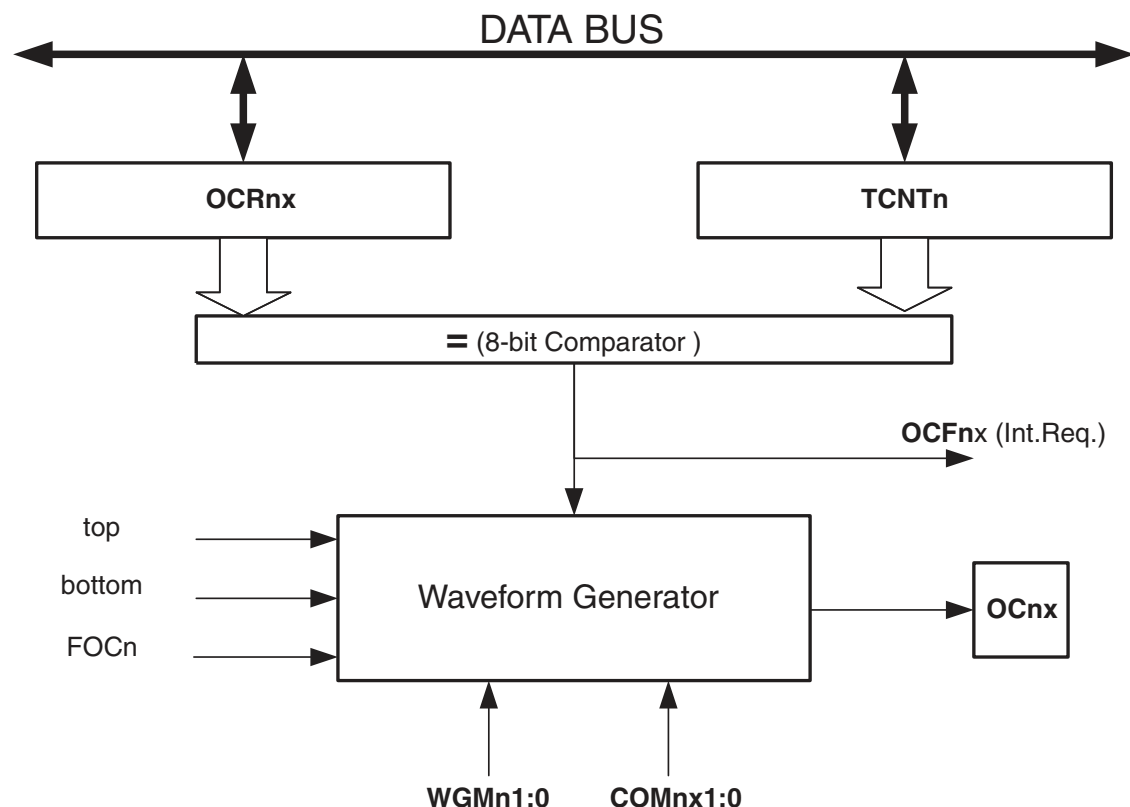 DATA BUS
OCRnx
TCNTn
= (8-bit Comparator )
OCFnx (Int.Req.)
top
bottom
FOCn
Waveform Generator
OCnx
WGMn1:0
COMnx1:0